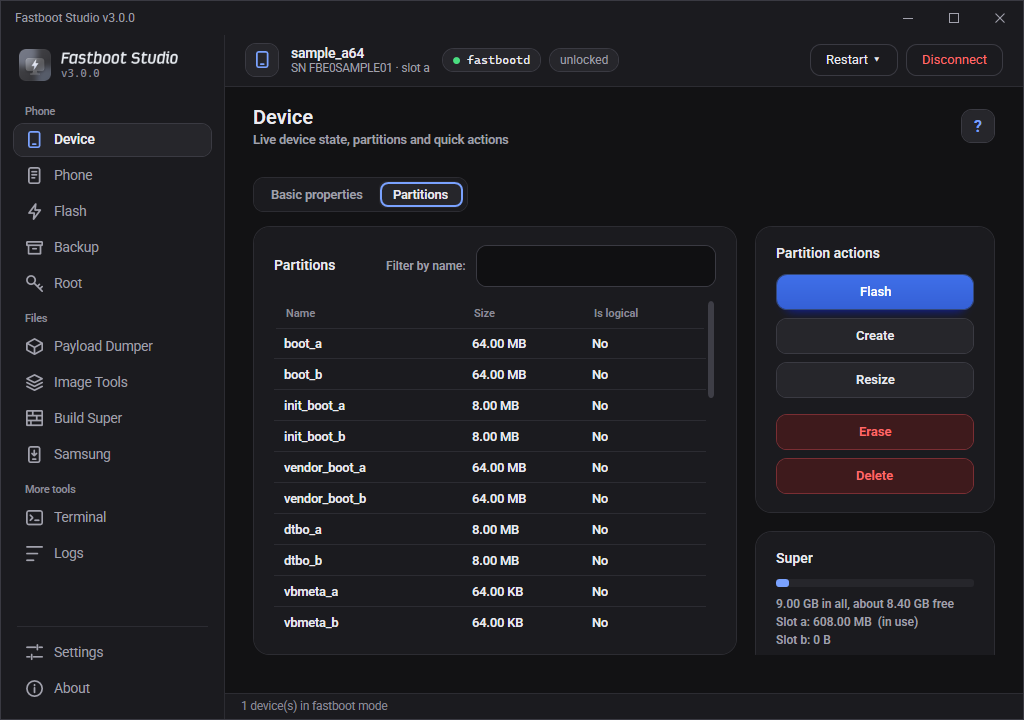 Fastboot Studio v3.0.0
Fastboot Studio
v3.0.0
Phone
Device
Phone
Flash
Backup
Root
Files
Payload Dumper
Image Tools
Build Super
Samsung
More tools
Terminal
Logs
Settings
About
sample_a64
SN FBE0SAMPLE01 · slot a
fastbootd
unlocked
Restart ▾
Disconnect
Device
Live device state, partitions and quick actions
?
Basic properties Partitions
Partitions Filter by name:
Name Size Is logical
boot_a 64.00 MB No
boot_b 64.00 MB No
init_boot_a 8.00 MB No
init_boot_b 8.00 MB No
vendor_boot_a 64.00 MB No
vendor_boot_b 64.00 MB No
dtbo_a 8.00 MB No
dtbo_b 8.00 MB No
vbmeta_a 64.00 KB No
vbmeta_b 64.00 KB No
Partition actions
Flash
Create
Resize
Erase
Delete
Super
9.00 GB in all, about 8.40 GB free
Slot a: 608.00 MB (in use)
Slot b: 0 B
1 device(s) in fastboot mode